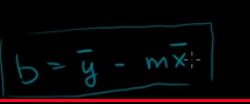 b = ȳ - mx̄